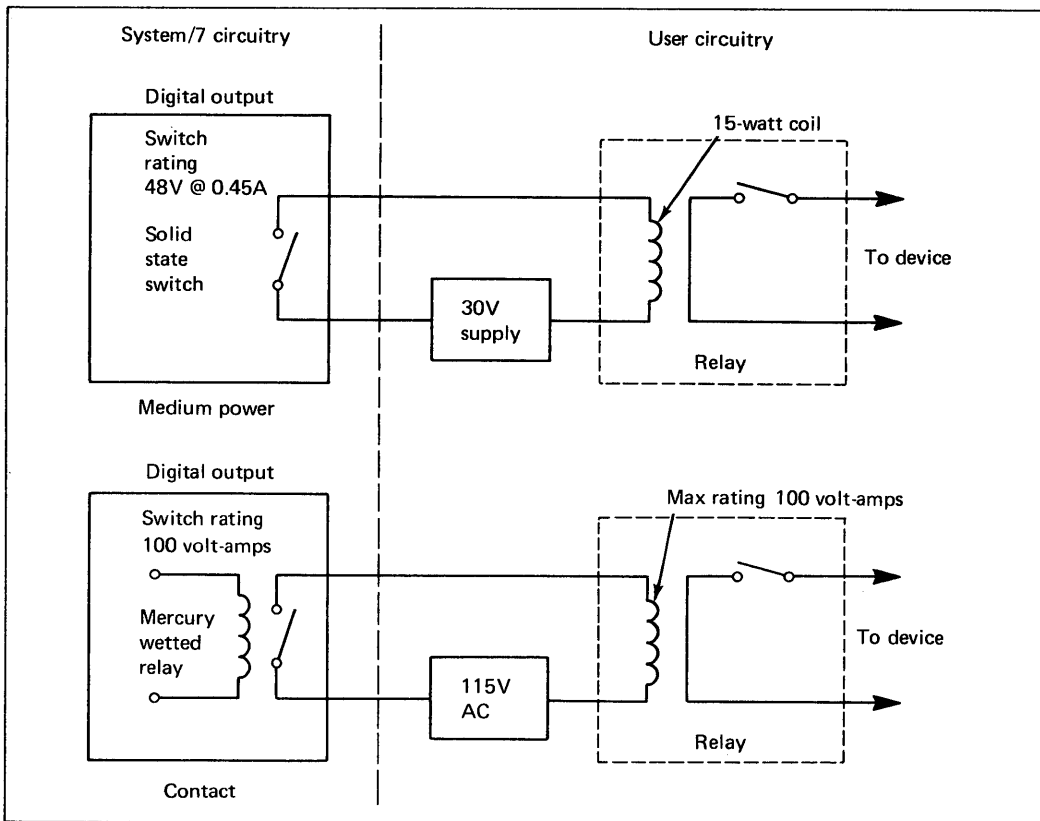 System/7 circuitry
User circuitry
Digital output
Switch
rating
48V @ 0.45A
Solid
state
switch
Medium power
30V
supply
15-watt coil
To device
Relay
Digital output
Switch rating
100 volt-amps
Mercury
wetted
relay
Contact
115V
AC
Max rating 100 volt-amps
To device
Relay